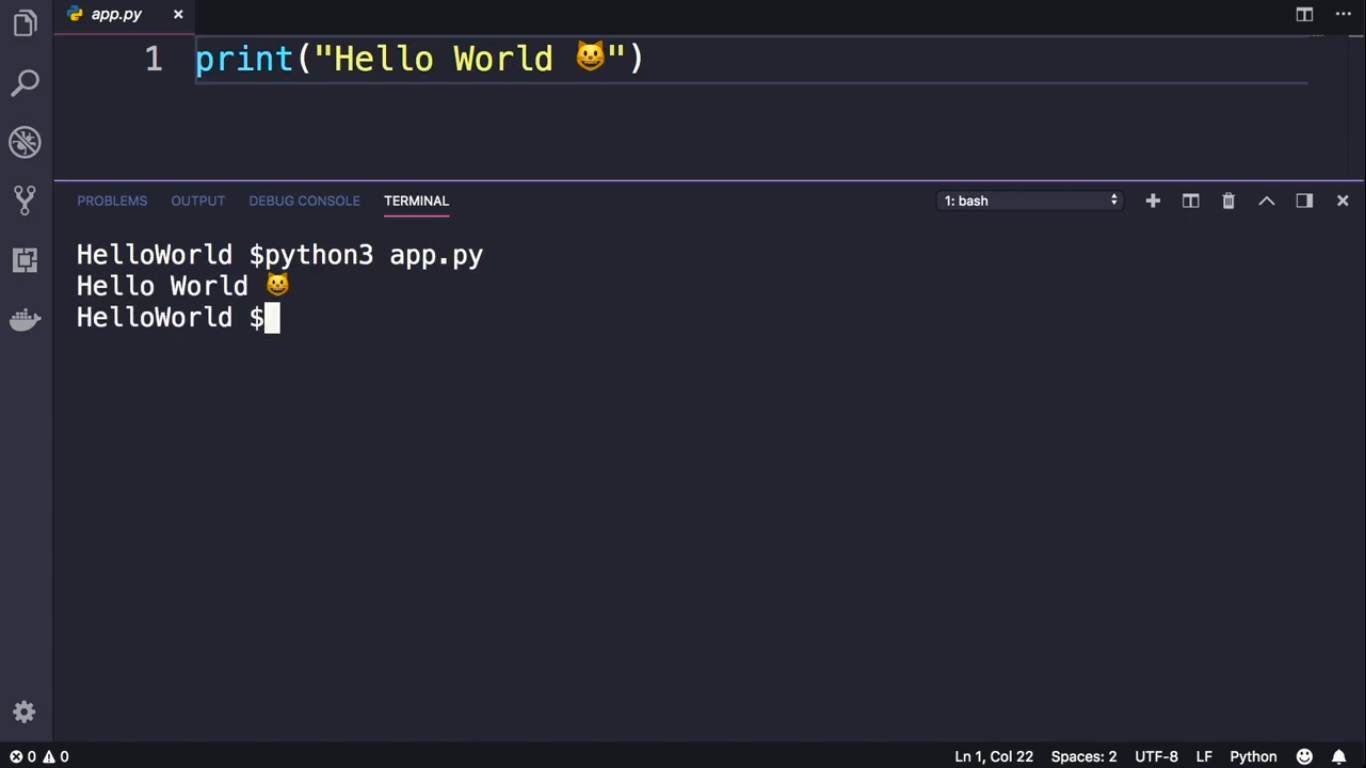 app.py
1 print("Hello World 😺")
PROBLEMS OUTPUT DEBUG CONSOLE TERMINAL 1: bash
HelloWorld $python3 app.py
Hello World 😺
HelloWorld $
0 0 Ln 1, Col 22 Spaces: 2 UTF-8 LF Python